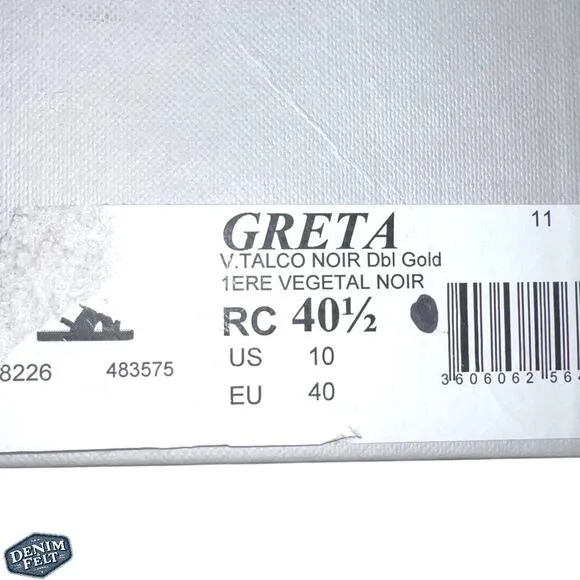 GRETA
11
V.TALCO NOIR Dbl Gold
1ERE VEGETAL NOIR
RC 40½
US 10
8226 483575
EU 40
3606062 564
DENIM
FELT